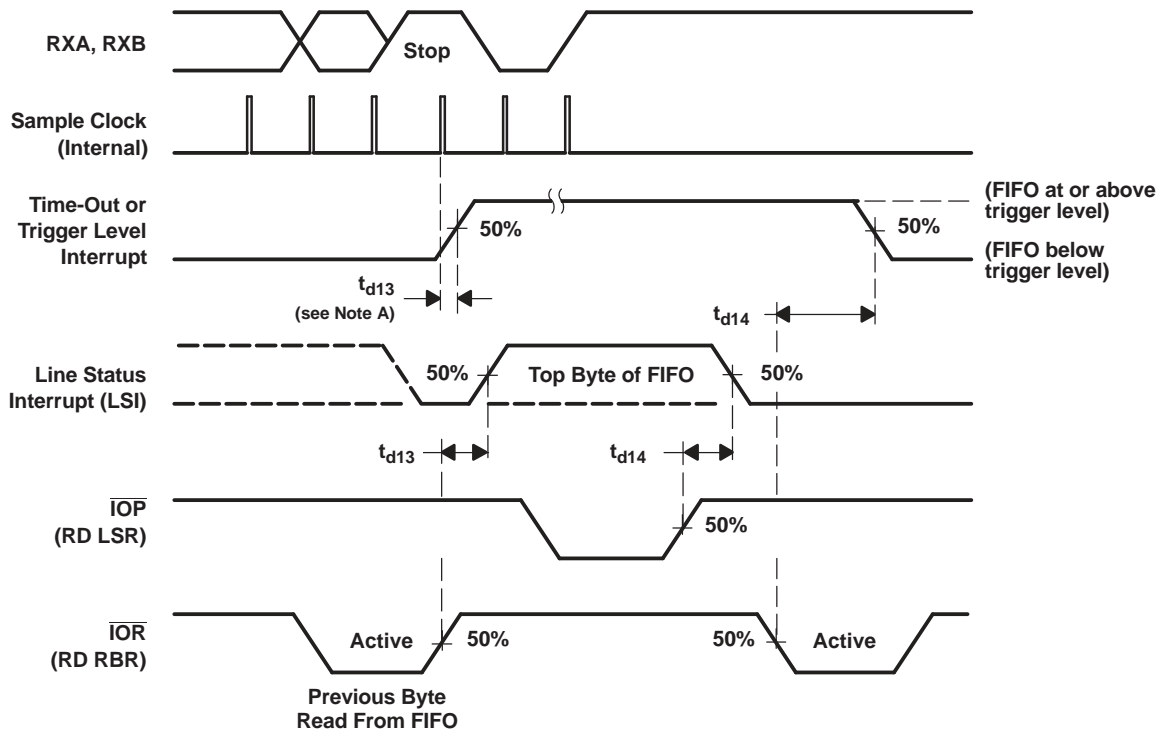 RXA, RXB
Stop
Sample Clock
(Internal)
Time-Out or
Trigger Level
Interrupt
50%
50%
(FIFO at or above
trigger level)
(FIFO below
trigger level)
td13
(see Note A)
td14
Line Status
Interrupt (LSI)
50%
Top Byte of FIFO
50%
td13
td14
IOP
(RD LSR)
50%
IOR
(RD RBR)
Active
50%
50%
Active
Previous Byte
Read From FIFO